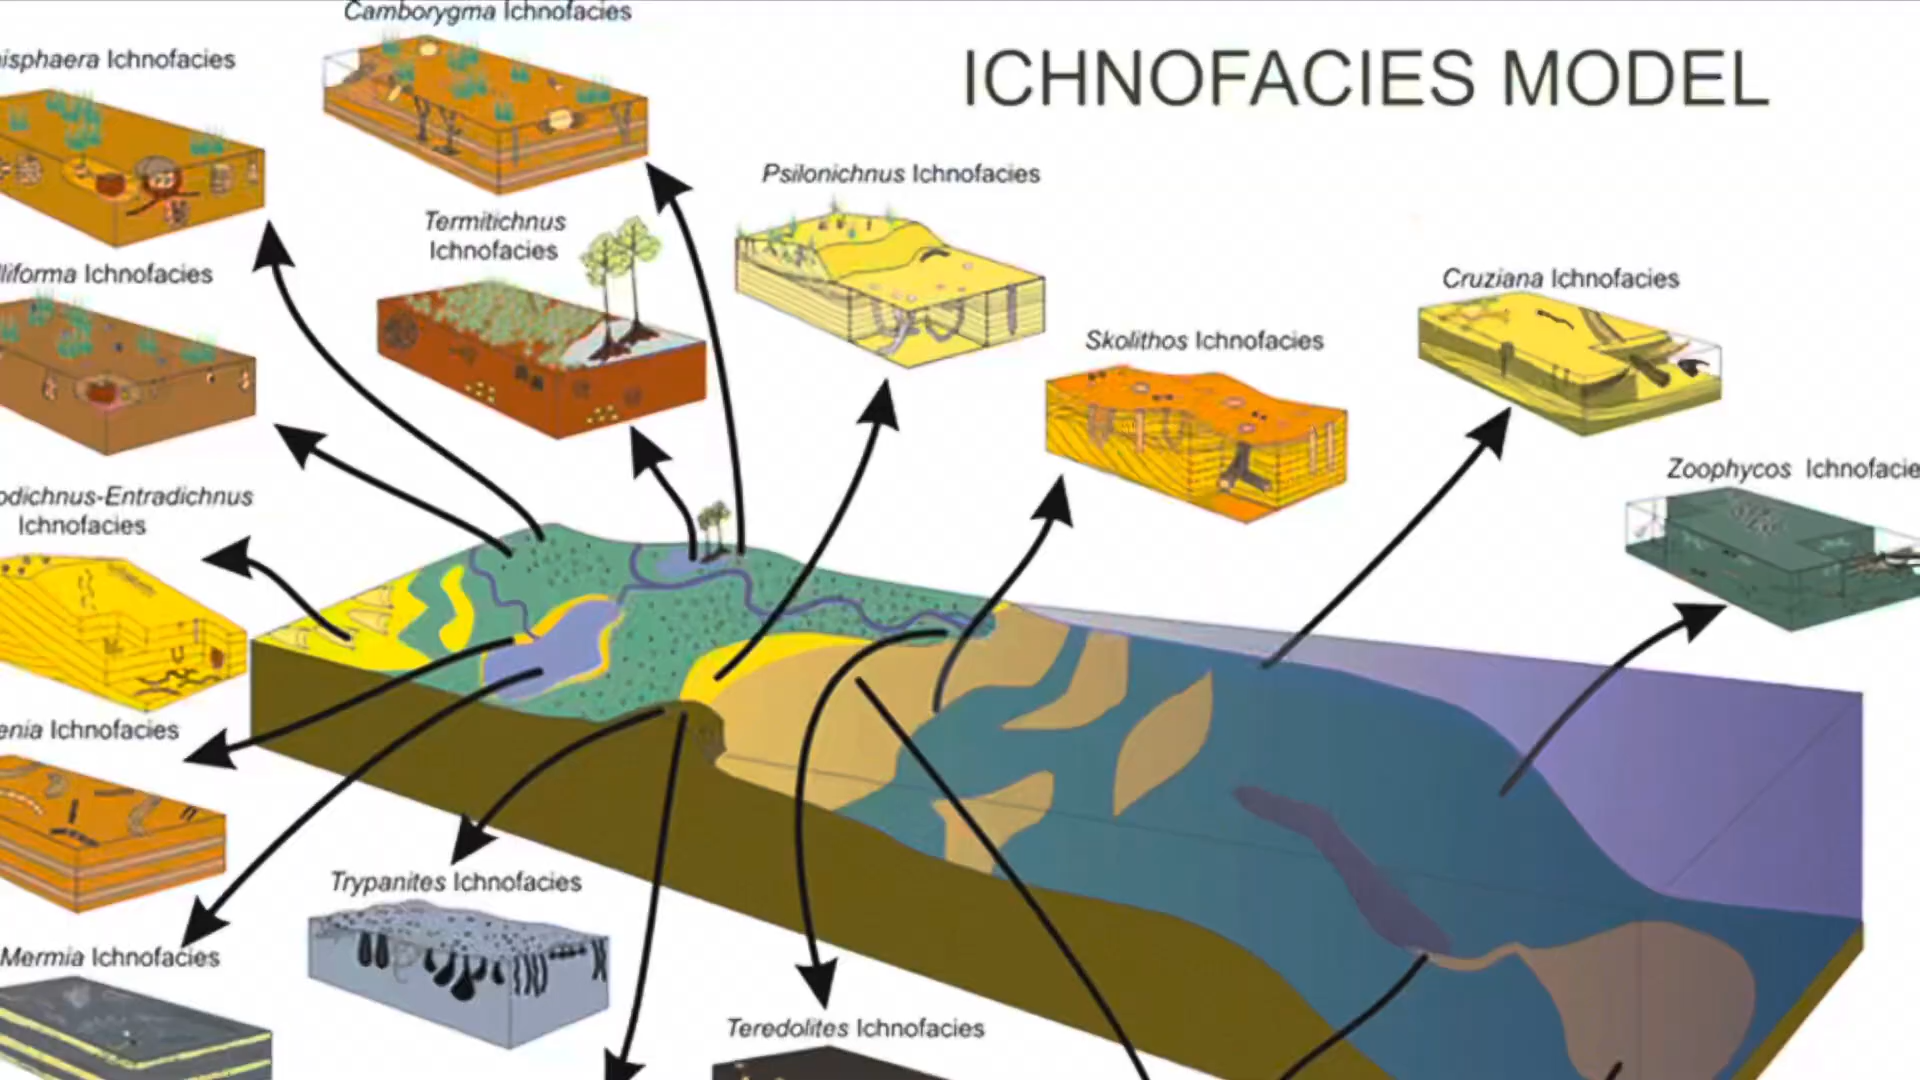 Camborygma Ichnofacies
isphaera Ichnofacies
ICHNOFACIES MODEL
Psilonichnus Ichnofacies
Termitichnus
Ichnofacies
lliforma Ichnofacies
Cruziana Ichnofacies
Skolithos Ichnofacies
Zoophycos Ichnofacie
odichnus-Entradichnus
Ichnofacies
enia Ichnofacies
Trypanites Ichnofacies
Mermia Ichnofacies
Teredolites Ichnofacies